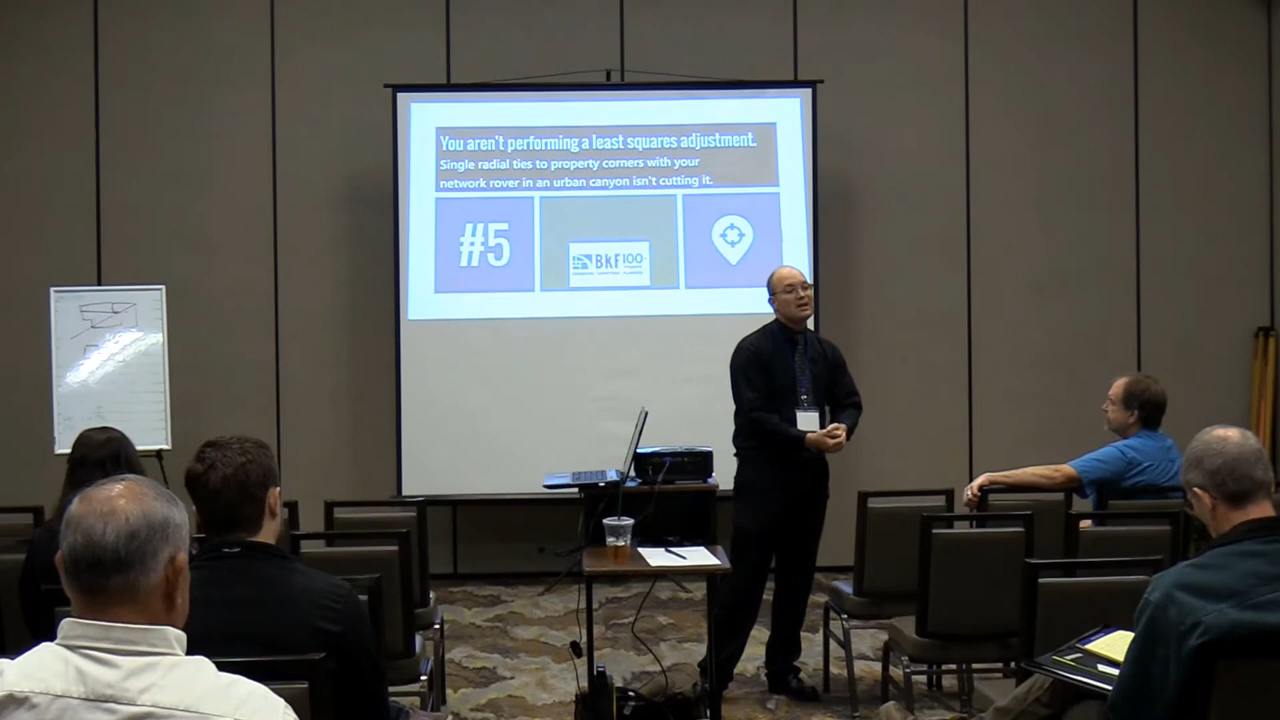 You aren't performing a least squares adjustment.
Single radial ties to property corners with your
network rover in an urban canyon isn't cutting it.
#5
BKF 100+